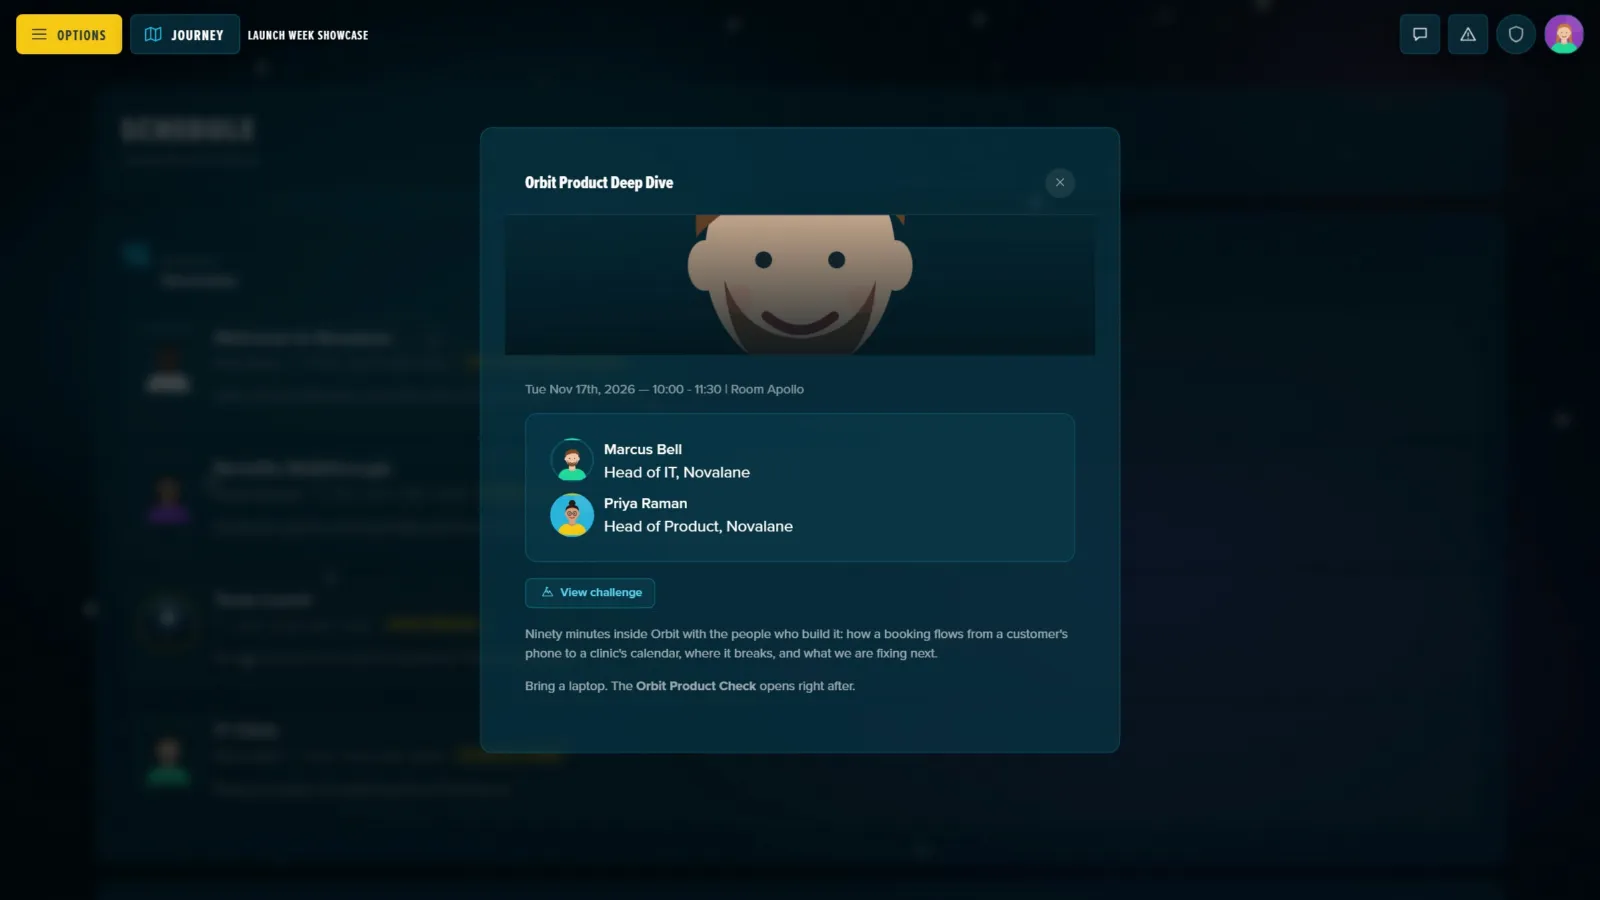 OPTIONS
JOURNEY
LAUNCH WEEK SHOWCASE
SCHEDULE
Orbit Product Deep Dive
Tue Nov 17th, 2026 — 10:00 - 11:30 | Room Apollo
Marcus Bell
Head of IT, Novalane
Priya Raman
Head of Product, Novalane
View challenge
Ninety minutes inside Orbit with the people who build it: how a booking flows from a customer's
phone to a clinic's calendar, where it breaks, and what we are fixing next.
Bring a laptop. The Orbit Product Check opens right after.